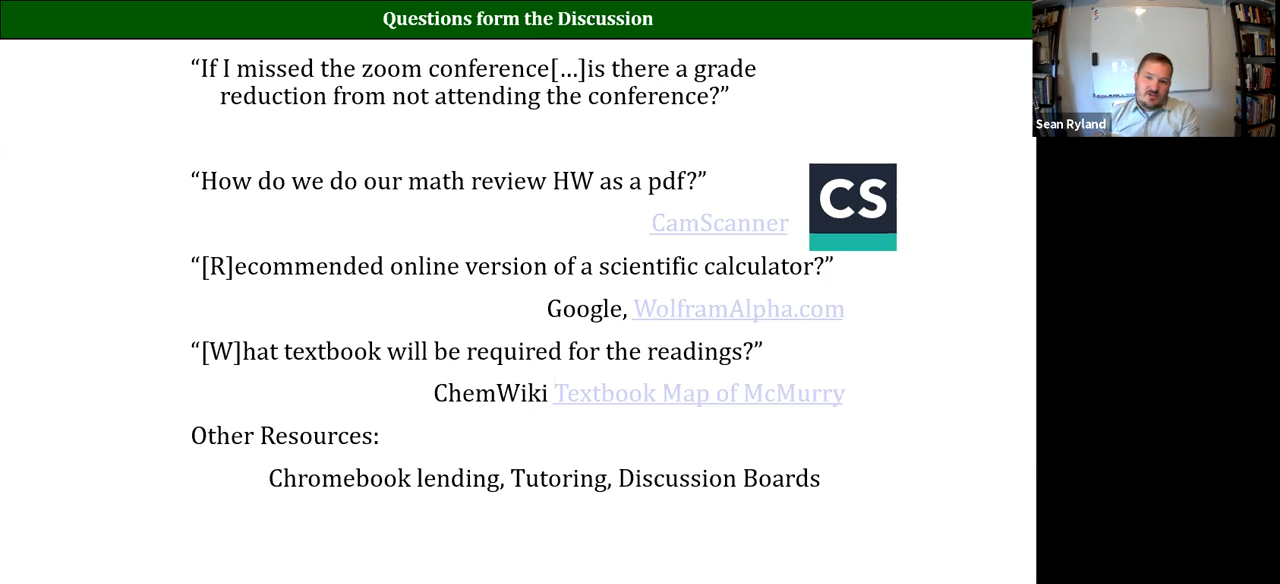 Questions form the Discussion
“If I missed the zoom conference[…]is there a grade
reduction from not attending the conference?”
“How do we do our math review HW as a pdf?”
CS
CamScanner
“[R]ecommended online version of a scientific calculator?”
Google, WolframAlpha.com
“[W]hat textbook will be required for the readings?”
ChemWiki Textbook Map of McMurry
Other Resources:
Chromebook lending, Tutoring, Discussion Boards
Sean Ryland